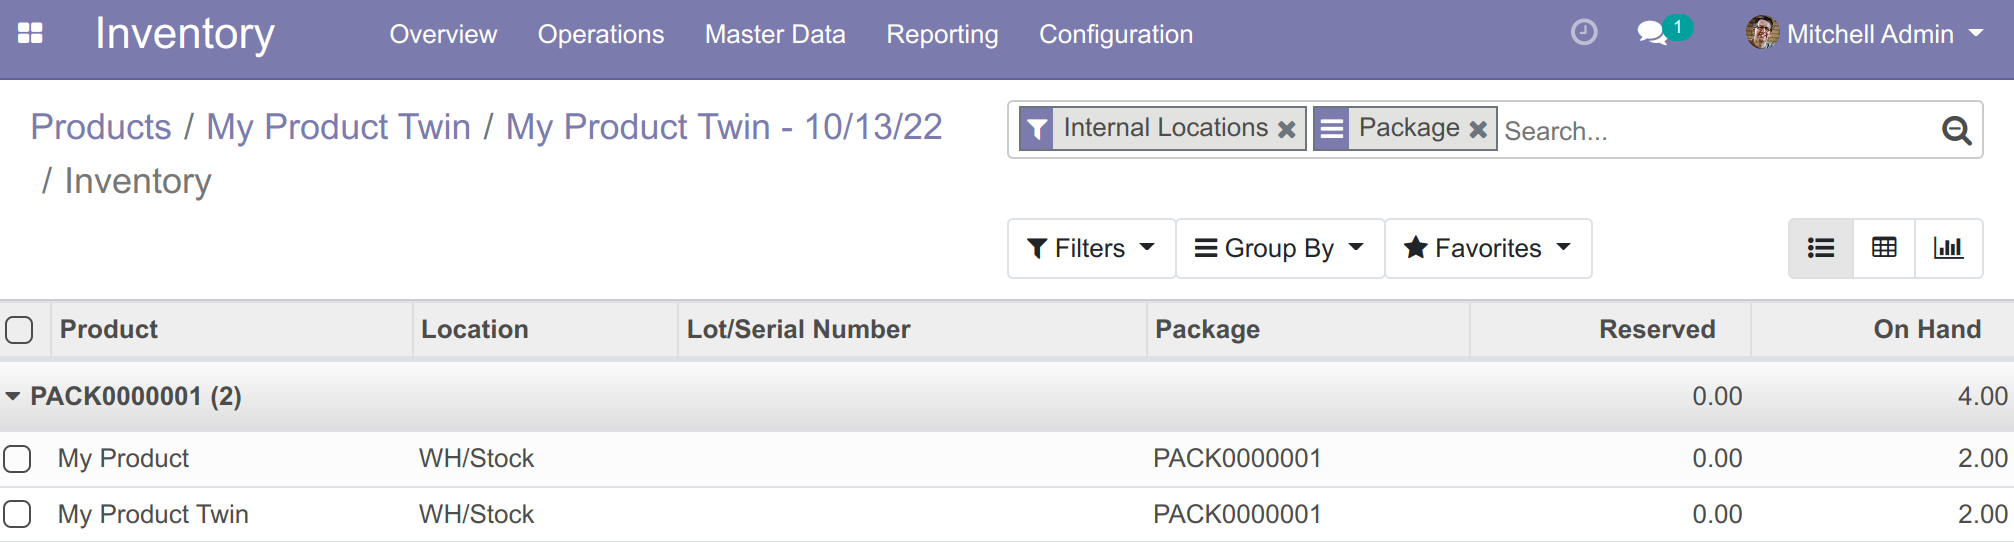 Inventory Overview Operations Master Data Reporting Configuration 1 Mitchell Admin
Products / My Product Twin / My Product Twin - 10/13/22
/ Inventory
Internal Locations Package Search...
Filters Group By Favorites
Product Location Lot/Serial Number Package Reserved On Hand
PACK0000001 (2) 0.00 4.00
My Product WH/Stock PACK0000001 0.00 2.00
My Product Twin WH/Stock PACK0000001 0.00 2.00